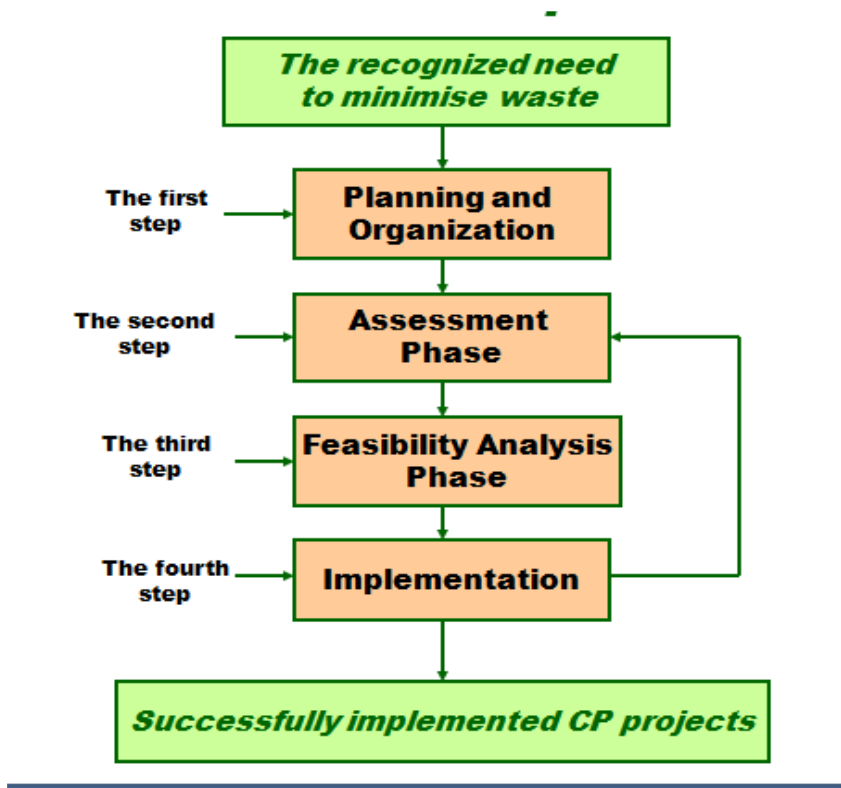 The recognized need
to minimise waste
The first
step
Planning and
Organization
The second
step
Assessment
Phase
The third
step
Feasibility Analysis
Phase
The fourth
step
Implementation
Successfully implemented CP projects